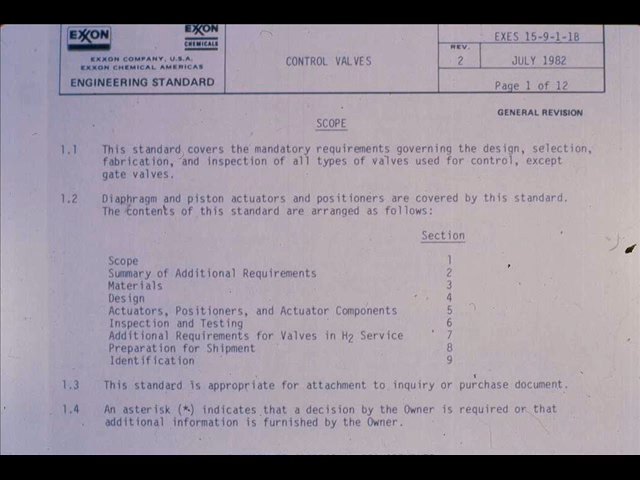 EXXON
EXXON
CHEMICALS
EXXON COMPANY, U.S.A.
EXXON CHEMICAL AMERICAS
ENGINEERING STANDARD
CONTROL VALVES
EXES 15-9-1-1B
REV.
2
JULY 1982
Page 1 of 12
GENERAL REVISION
SCOPE
1.1 This standard covers the mandatory requirements governing the design, selection,
fabrication, and inspection of all types of valves used for control, except
gate valves.
1.2 Diaphragm and piston actuators and positioners are covered by this standard.
The contents of this standard are arranged as follows:
Section
Scope 1
Summary of Additional Requirements 2
Materials 3
Design 4
Actuators, Positioners, and Actuator Components 5
Inspection and Testing 6
Additional Requirements for Valves in H2 Service 7
Preparation for Shipment 8
Identification 9
1.3 This standard is appropriate for attachment to inquiry or purchase document.
1.4 An asterisk (*) indicates that a decision by the Owner is required or that
additional information is furnished by the Owner.